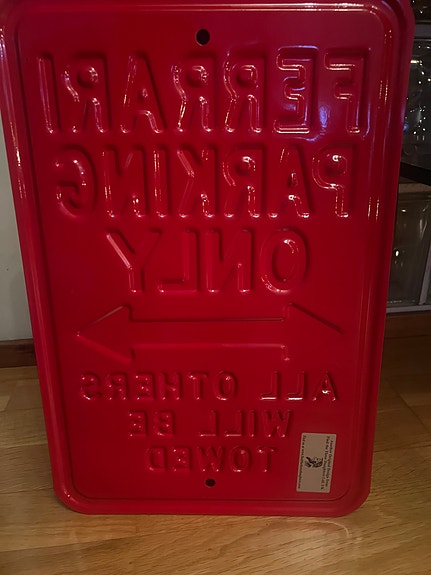 FERRARI
PARKING
ONLY
ALL OTHERS
WILL BE
TOWED